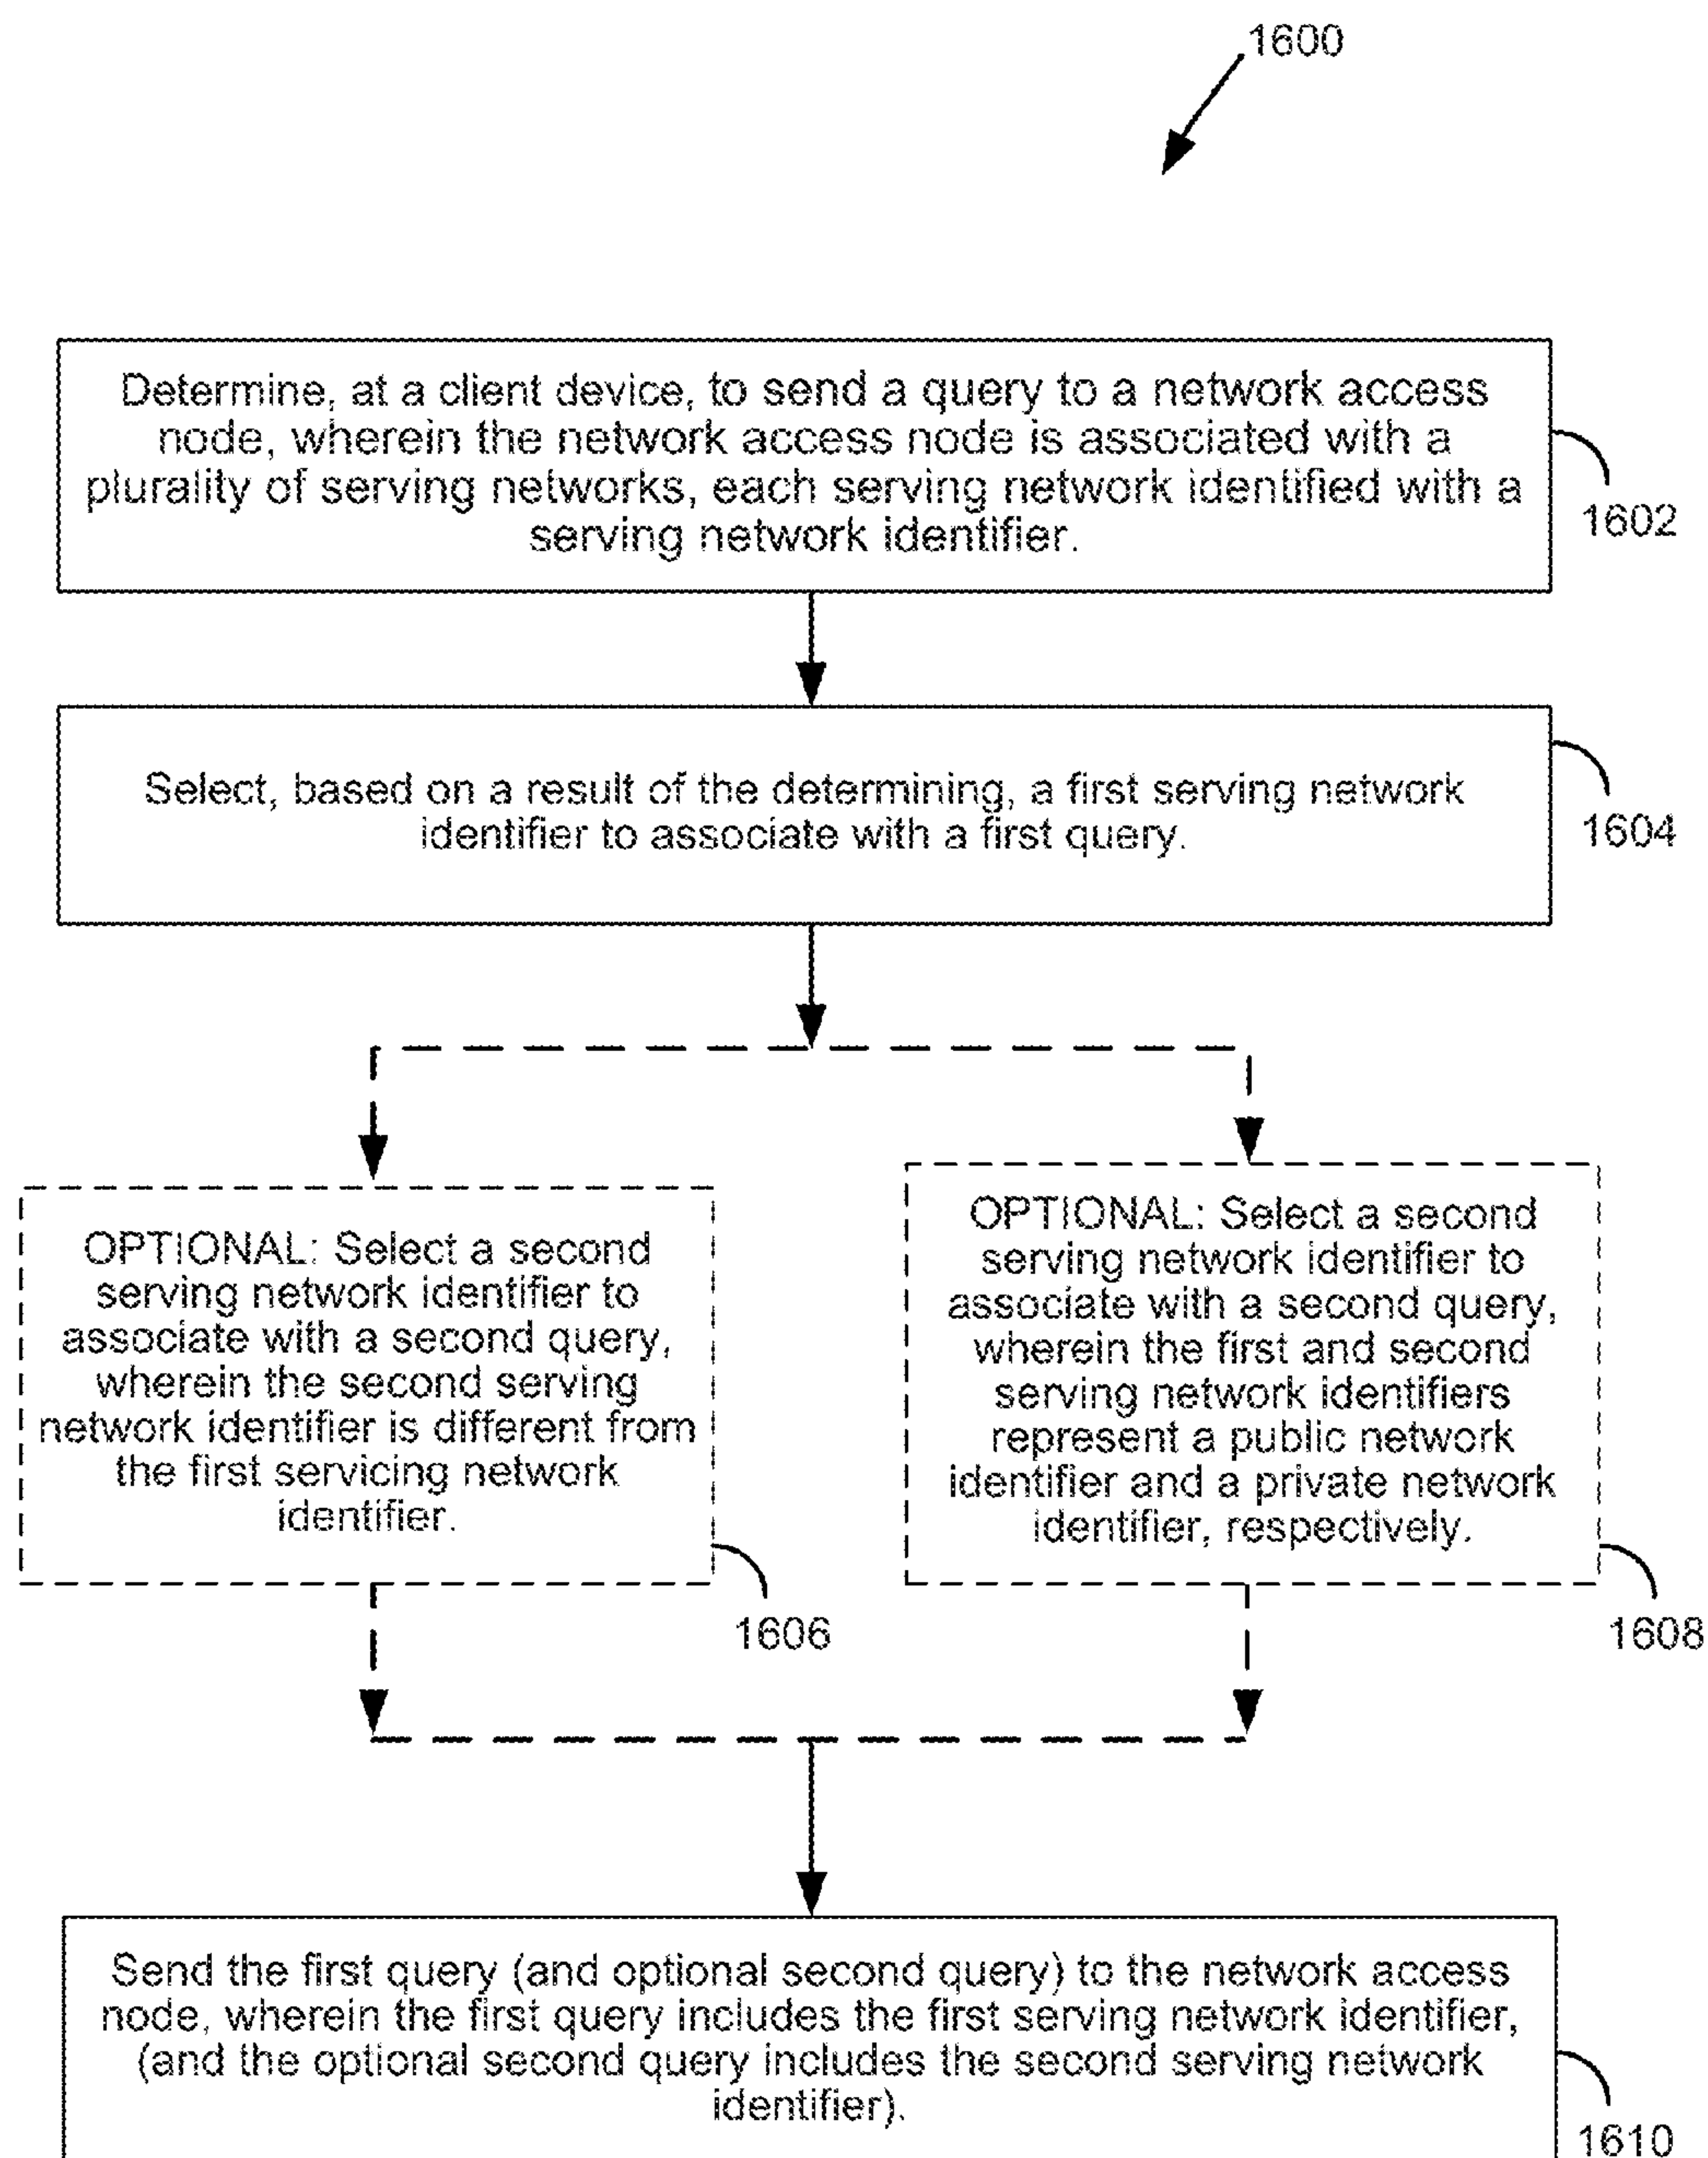 1600
Determine, at a client device, to send a query to a network access
node, wherein the network access node is associated with a
plurality of serving networks, each serving network identified with a
serving network identifier.
1602
Select, based on a result of the determining, a first serving network
identifier to associate with a first query.
1604
OPTIONAL: Select a second
serving network identifier to
associate with a second query,
wherein the second serving
network identifier is different from
the first servicing network
identifier.
1606
OPTIONAL: Select a second
serving network identifier to
associate with a second query,
wherein the first and second
serving network identifiers
represent a public network
identifier and a private network
identifier, respectively.
1608
Send the first query (and optional second query) to the network access
node, wherein the first query includes the first serving network identifier,
(and the optional second query includes the second serving network
identifier).
1610